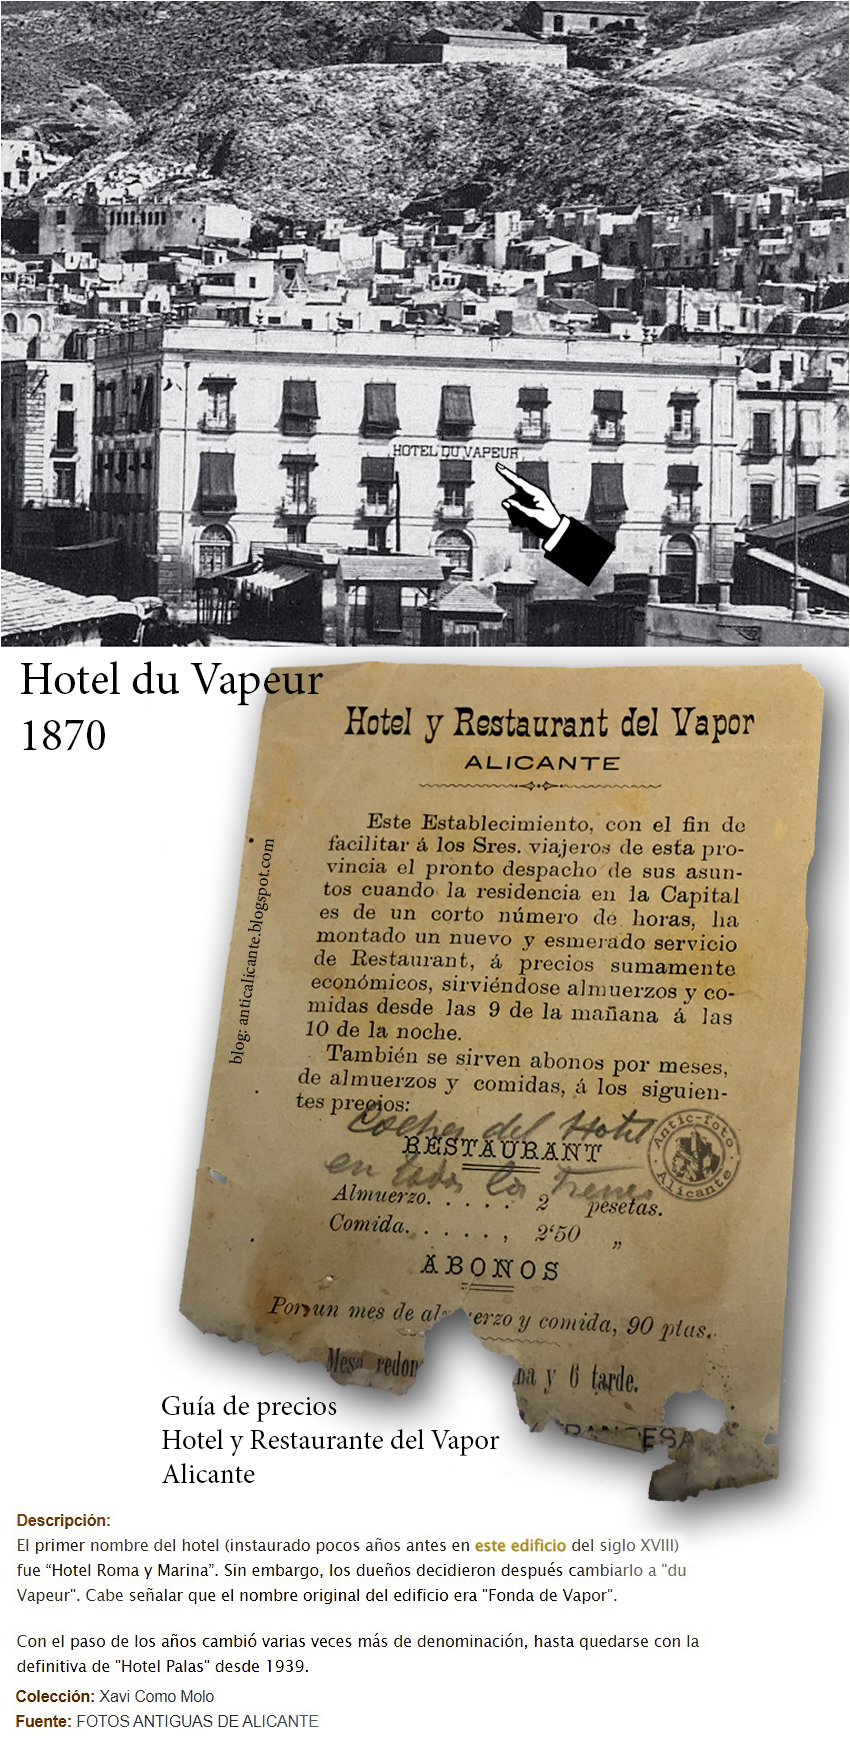 HOTEL DU VAPEUR
Hotel du Vapeur
1870
Hotel y Restaurant del Vapor
ALICANTE
Este Establecimiento, con el fin de
facilitar á los Sres. viajeros de esta pro-
vincia el pronto despacho de sus asun-
tos cuando la residencia en la Capital
es de un corto número de horas, ha
montado un nuevo y esmerado servicio
de Restaurant, á precios sumamente
económicos, sirviéndose almuerzos y co-
midas desde las 9 de la mañana á las
10 de la noche.
También se sirven abonos por meses,
de almuerzos y comidas, á los siguien-
tes precios:
Coches del Hotel
RESTAURANT
en todos los Trenes
Almuerzo. . . . . . 2 pesetas.
Comida. . . . . , 2'50 „
ABONOS
Por un mes de almuerzo y comida, 90 ptas.
Mesa redon y 6 tarde.
Antic-foto
Alicante
blog: anticalicante.blogspot.com
Guía de precios
Hotel y Restaurante del Vapor
Alicante
Descripción:
El primer nombre del hotel (instaurado pocos años antes en este edificio del siglo XVIII)
fue “Hotel Roma y Marina”. Sin embargo, los dueños decidieron después cambiarlo a "du
Vapeur". Cabe señalar que el nombre original del edificio era "Fonda de Vapor".
Con el paso de los años cambió varias veces más de denominación, hasta quedarse con la
definitiva de "Hotel Palas" desde 1939.
Colección: Xavi Como Molo
Fuente: FOTOS ANTIGUAS DE ALICANTE